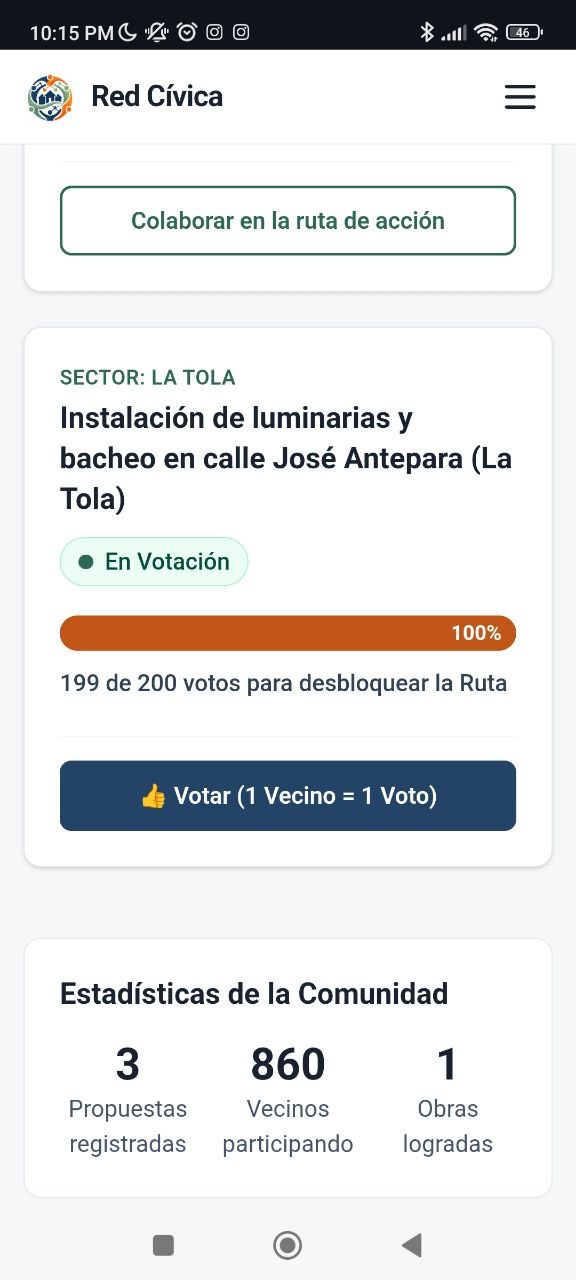 10:15 PM
46
Red Cívica
Colaborar en la ruta de acción
SECTOR: LA TOLA
Instalación de luminarias y
bacheo en calle José Antepara (La
Tola)
En Votación
100%
199 de 200 votos para desbloquear la Ruta
👍 Votar (1 Vecino = 1 Voto)
Estadísticas de la Comunidad
3 860 1
Propuestas Vecinos Obras
registradas participando logradas